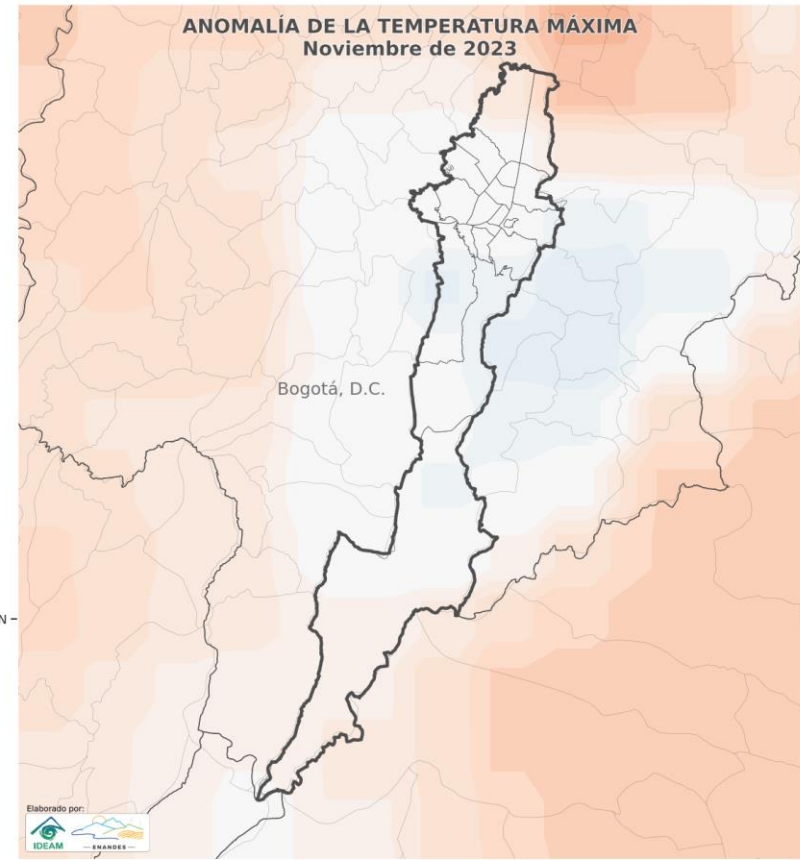 ANOMALÍA DE LA TEMPERATURA MÁXIMA
Noviembre de 2023
Bogotá, D.C.
N
Elaborado por:
IDEAM
ENANDES